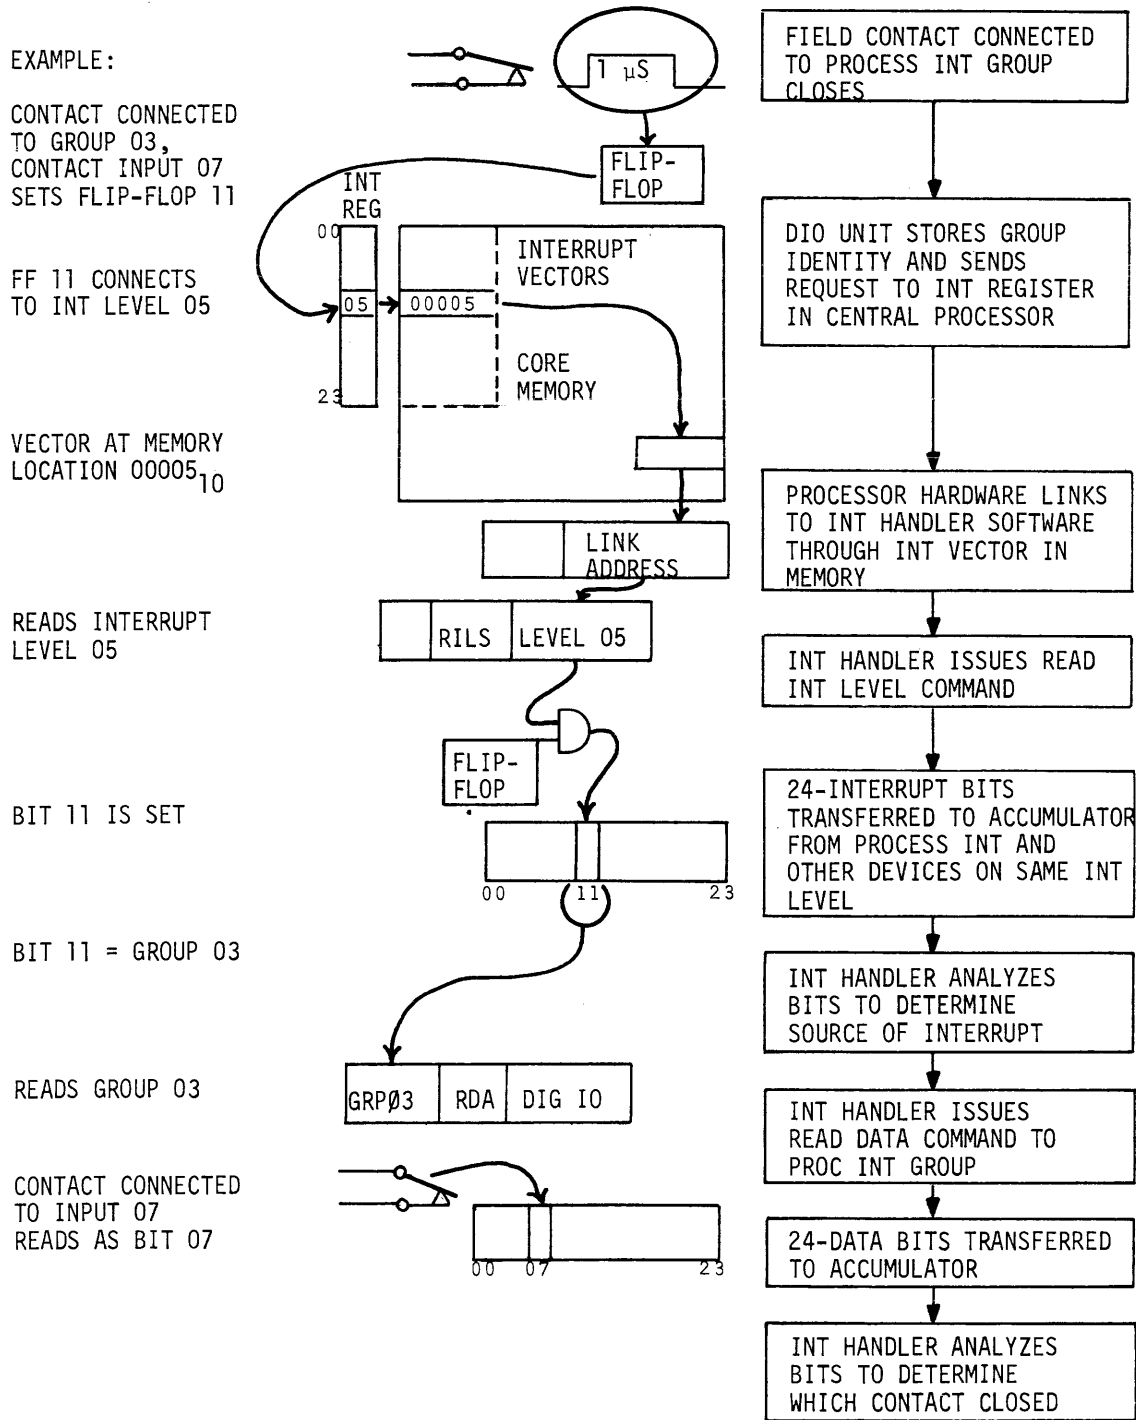 EXAMPLE:
CONTACT CONNECTED
TO GROUP 03,
CONTACT INPUT 07
SETS FLIP-FLOP 11
FF 11 CONNECTS
TO INT LEVEL 05
VECTOR AT MEMORY
LOCATION 00005₁₀
READS INTERRUPT
LEVEL 05
BIT 11 IS SET
BIT 11 = GROUP 03
READS GROUP 03
CONTACT CONNECTED
TO INPUT 07
READS AS BIT 07
1 µS
FLIP-
FLOP
INT
REG
00
05
23
00005
INTERRUPT
VECTORS
CORE
MEMORY
LINK
ADDRESS
RILS LEVEL 05
FLIP-
FLOP
00 11 23
GRPØ3 RDA DIG IO
00 07 23
FIELD CONTACT CONNECTED
TO PROCESS INT GROUP
CLOSES
DIO UNIT STORES GROUP
IDENTITY AND SENDS
REQUEST TO INT REGISTER
IN CENTRAL PROCESSOR
PROCESSOR HARDWARE LINKS
TO INT HANDLER SOFTWARE
THROUGH INT VECTOR IN
MEMORY
INT HANDLER ISSUES READ
INT LEVEL COMMAND
24-INTERRUPT BITS
TRANSFERRED TO ACCUMULATOR
FROM PROCESS INT AND
OTHER DEVICES ON SAME INT
LEVEL
INT HANDLER ANALYZES
BITS TO DETERMINE
SOURCE OF INTERRUPT
INT HANDLER ISSUES
READ DATA COMMAND TO
PROC INT GROUP
24-DATA BITS TRANSFERRED
TO ACCUMULATOR
INT HANDLER ANALYZES
BITS TO DETERMINE
WHICH CONTACT CLOSED